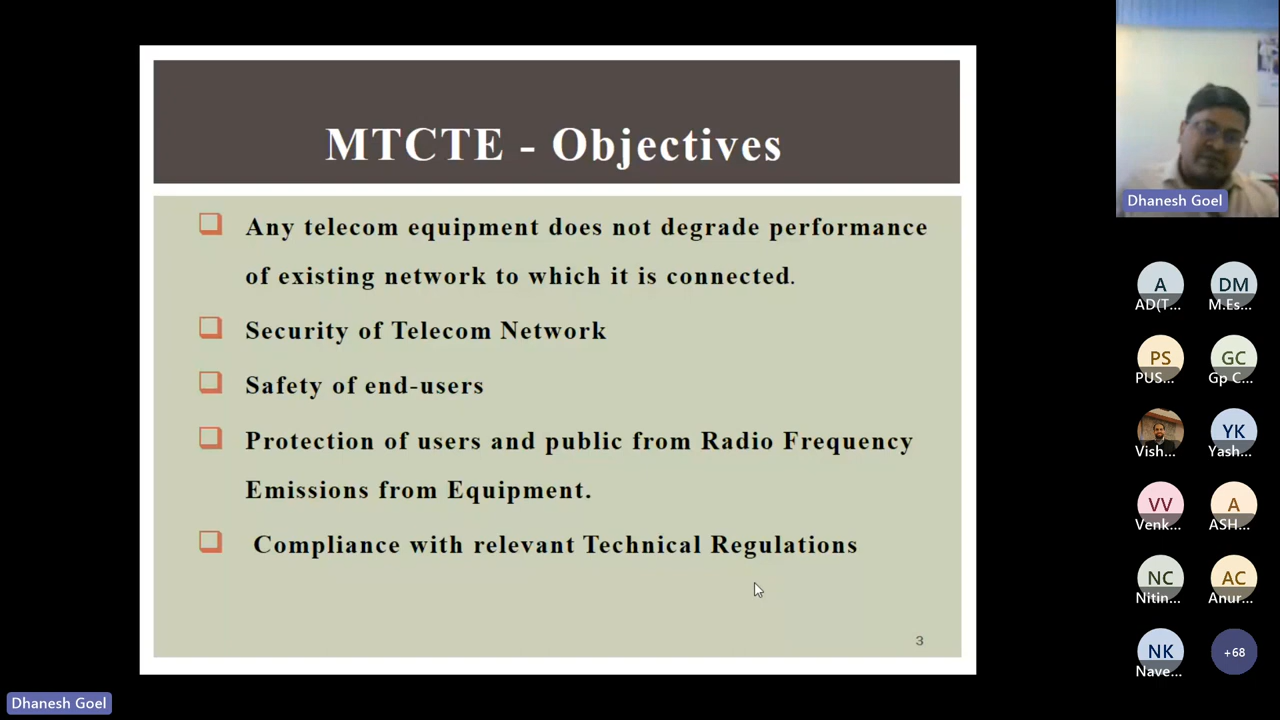 MTCTE - Objectives
Any telecom equipment does not degrade performance
of existing network to which it is connected.
Security of Telecom Network
Safety of end-users
Protection of users and public from Radio Frequency
Emissions from Equipment.
Compliance with relevant Technical Regulations
3
Dhanesh Goel
A
AD(T...
DM
M.Es...
PS
PUS...
GC
Gp C...
Vish...
YK
Yash...
VV
Venk...
A
ASH...
NC
Nitin...
AC
Anur...
NK
Nave...
+68
Dhanesh Goel